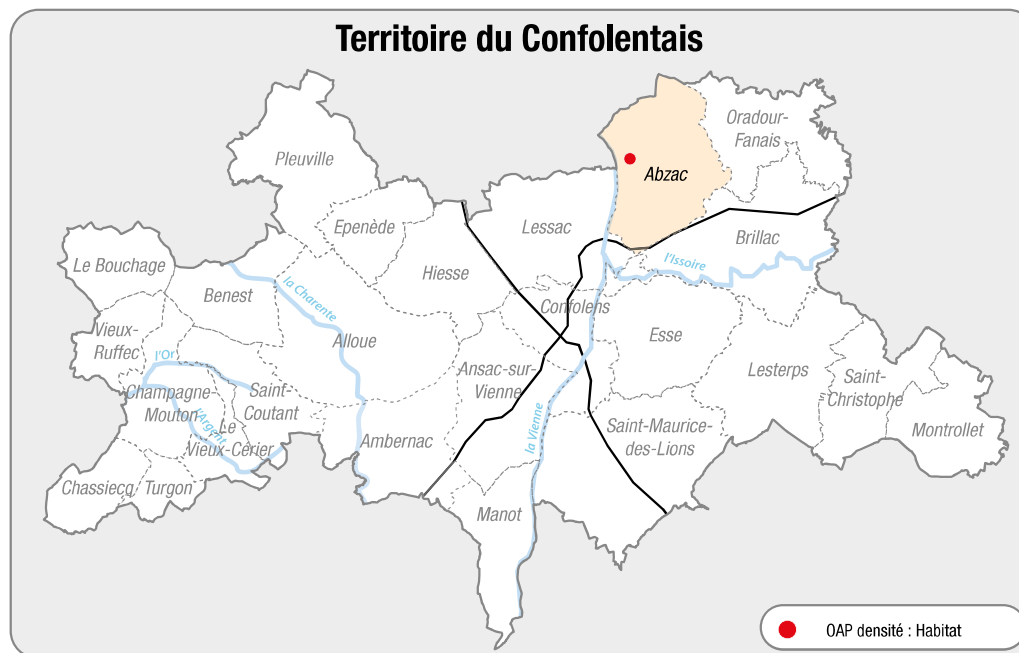 Territoire du Confolentais
Oradour-
Fanais
Pleuville
Abzac
Epenède
Lessac
Brillac
Le Bouchage
l'Issoire
Hiesse
Benest
la Charente
Confolens
Vieux-
Ruffec
Alloue
Esse
l'Or
Ansac-sur-
Vienne
Lesterps
Saint-
Christophe
Champagne-
Mouton
Saint-
Coutant
l'Argent
Le
Vieux-Cérier
Ambernac
la Vienne
Saint-Maurice-
des-Lions
Montrollet
Chassiecq
Turgon
Manot
OAP densité : Habitat